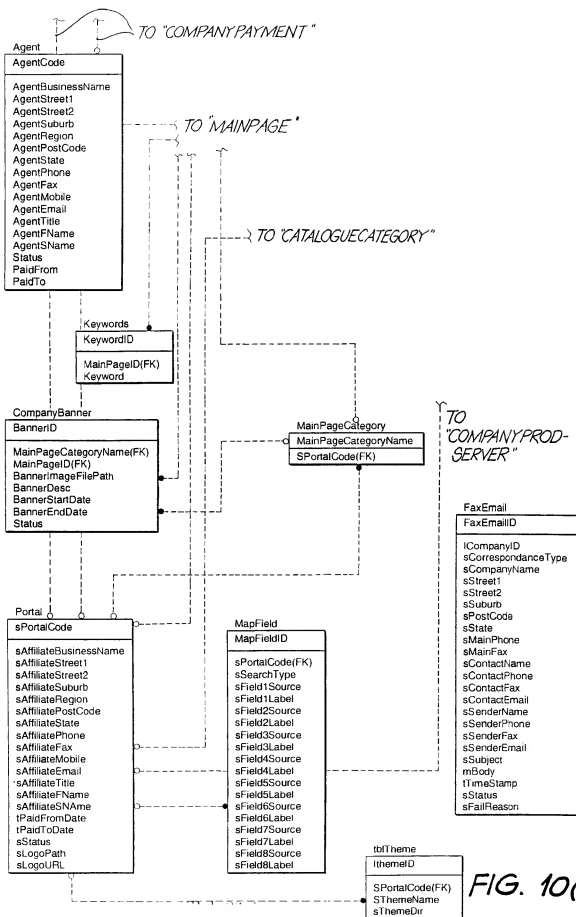 TO "COMPANYPAYMENT"
Agent
AgentCode
AgentBusinessName
AgentStreet1
AgentStreet2
AgentSuburb
AgentRegion
AgentPostCode
AgentState
AgentPhone
AgentFax
AgentMobile
AgentEmail
AgentTitle
AgentFName
AgentSName
Status
PaidFrom
PaidTo
TO "MAINPAGE"
TO "CATALOGUECATEGORY"
Keywords
KeywordID
MainPageID(FK)
Keyword
CompanyBanner
BannerID
MainPageCategoryName(FK)
MainPageID(FK)
BannerImageFilePath
BannerDesc
BannerStartDate
BannerEndDate
Status
MainPageCategory
MainPageCategoryName
SPortalCode(FK)
TO
"COMPANYPROD-
SERVER"
FaxEmail
FaxEmailID
ICompanyID
sCorrespondanceType
sCompanyName
sStreet1
sStreet2
sSuburb
sPostCode
sState
sMainPhone
sMainFax
sContactName
sContactPhone
sContactFax
sContactEmail
sSenderName
sSenderPhone
sSenderFax
sSenderEmail
sSubject
mBody
tTimeStamp
sStatus
sFailReason
Portal
sPortalCode
sAffiliateBusinessName
sAffiliateStreet1
sAffiliateStreet2
sAffiliateSuburb
sAffiliateRegion
sAffiliatePostCode
sAffiliateState
sAffiliatePhone
sAffiliateFax
sAffiliateMobile
sAffiliateEmail
sAffiliateTitle
sAffiliateFName
sAffiliateSNAme
tPaidFromDate
tPaidToDate
sStatus
sLogoPath
sLogoURL
MapField
MapFieldID
sPortalCode(FK)
sSearchType
sField1Source
sField1Label
sField2Source
sField2Label
sField3Source
sField3Label
sField4Source
sField4Label
sField5Source
sField5Label
sField6Source
sField6Label
sField7Source
sField7Label
sField8Source
sField8Label
tblTheme
IthemeID
SPortalCode(FK)
SThemeName
sThemeDir
FIG. 10(